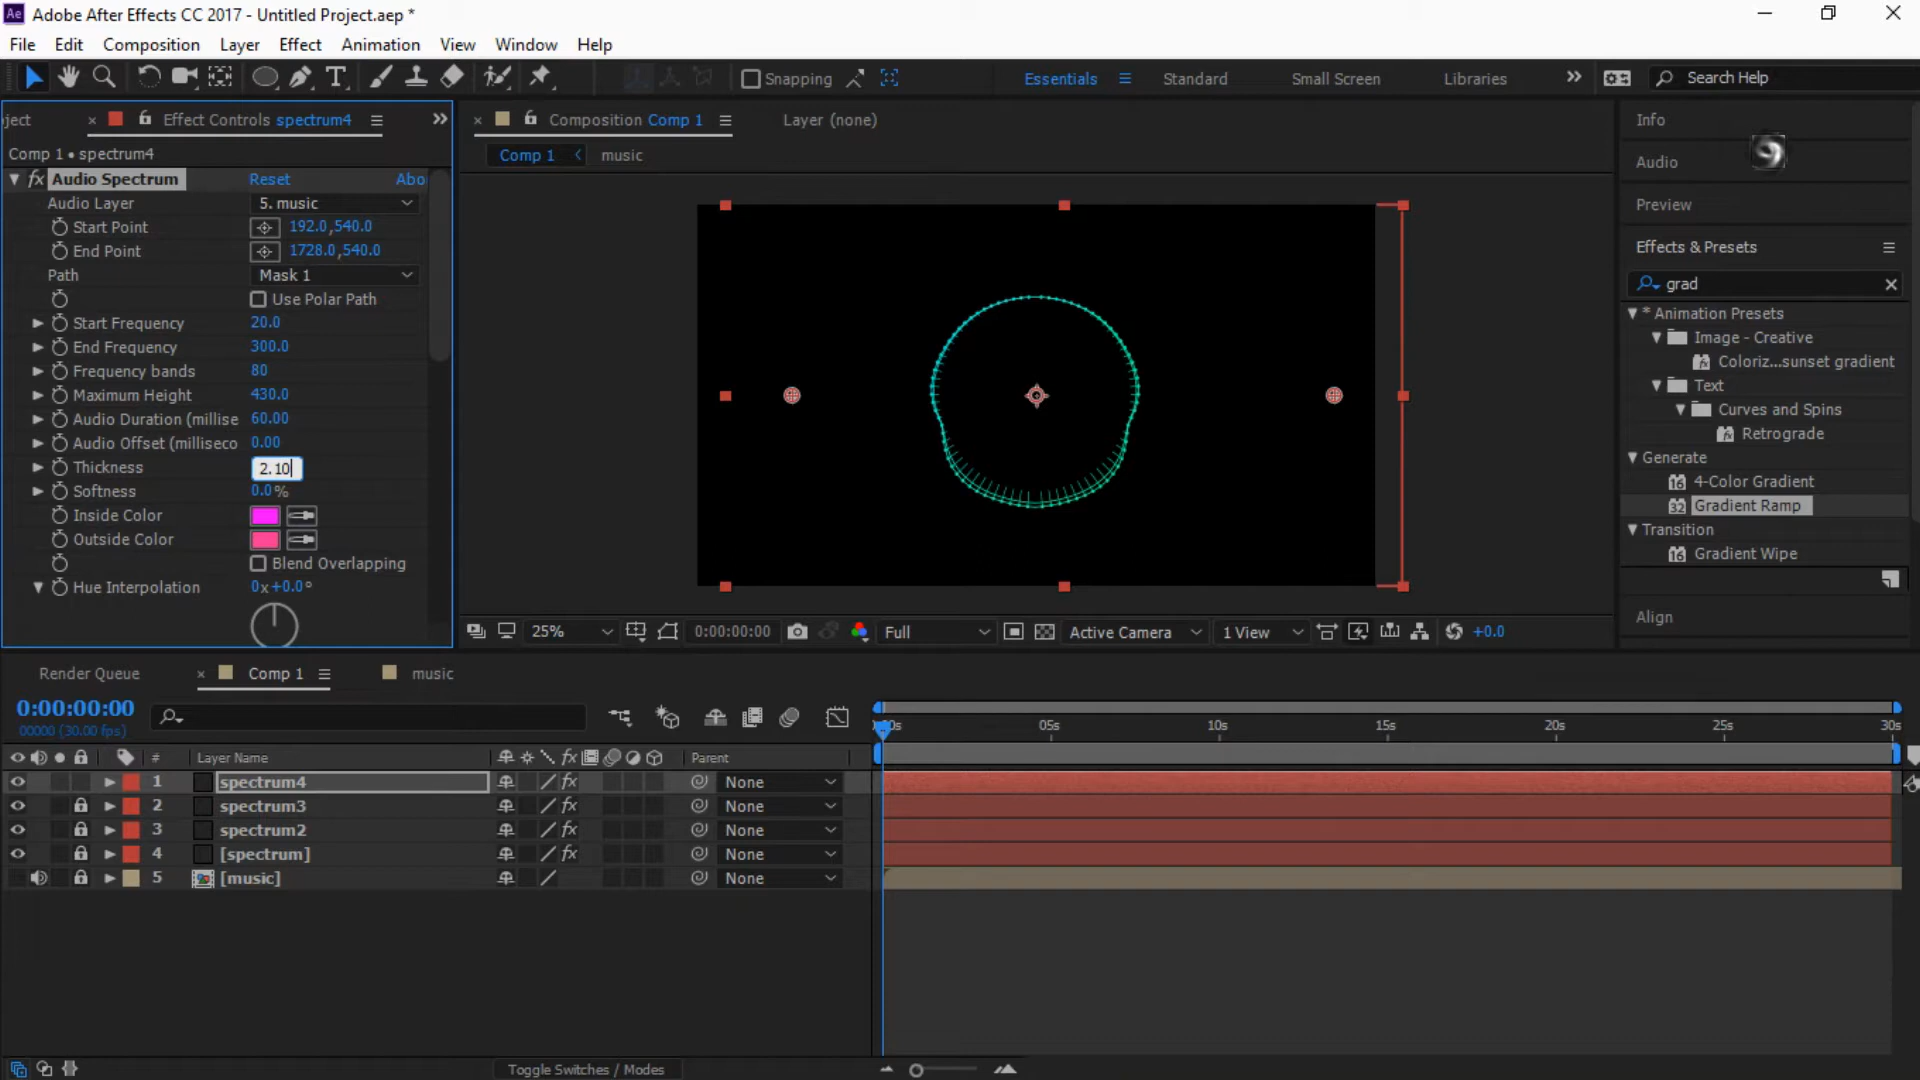 Adobe After Effects CC 2017 - Untitled Project.aep *
File Edit Composition Layer Effect Animation View Window Help
Snapping Essentials Standard Small Screen Libraries Search Help
ject Effect Controls spectrum4 Composition Comp 1 Layer (none) Info
Comp 1 • spectrum4 Comp 1 music
Audio
fx Audio Spectrum Reset Abo
Audio Layer 5. music
Preview
Start Point 192.0,540.0
End Point 1728.0,540.0
Effects & Presets
Path Mask 1
grad
Use Polar Path
* Animation Presets
Start Frequency 20.0
Image - Creative
End Frequency 300.0
Coloriz...sunset gradient
Frequency bands 80
Text
Maximum Height 430.0
Curves and Spins
Audio Duration (millise 60.00
Retrograde
Audio Offset (milliseco 0.00
Generate
Thickness 2.10
4-Color Gradient
Softness 0.0%
Gradient Ramp
Inside Color
Transition
Outside Color
Gradient Wipe
Blend Overlapping
Hue Interpolation 0x+0.0°
Align
25% 0:00:00:00 Full Active Camera 1 View +0.0
Render Queue Comp 1 music
0:00:00:00
00000 (30.00 fps)
05s 10s 15s 20s 25s 30s
# Layer Name fx Parent
1 spectrum4 fx None
2 spectrum3 fx None
3 spectrum2 fx None
4 [spectrum] fx None
5 [music] None
Toggle Switches / Modes